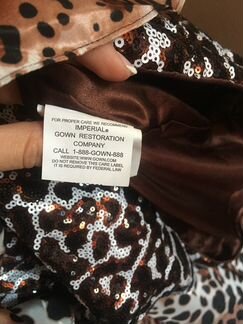 FOR PROPER CARE WE RECOMMEND
IMPERIAL®
GOWN RESTORATION
COMPANY
CALL 1-888-GOWN-888
WEBSITE:WWW.GOWN.COM
DO NOT REMOVE THIS CARE LABEL
IT IS REQUIRED BY FEDERAL LAW